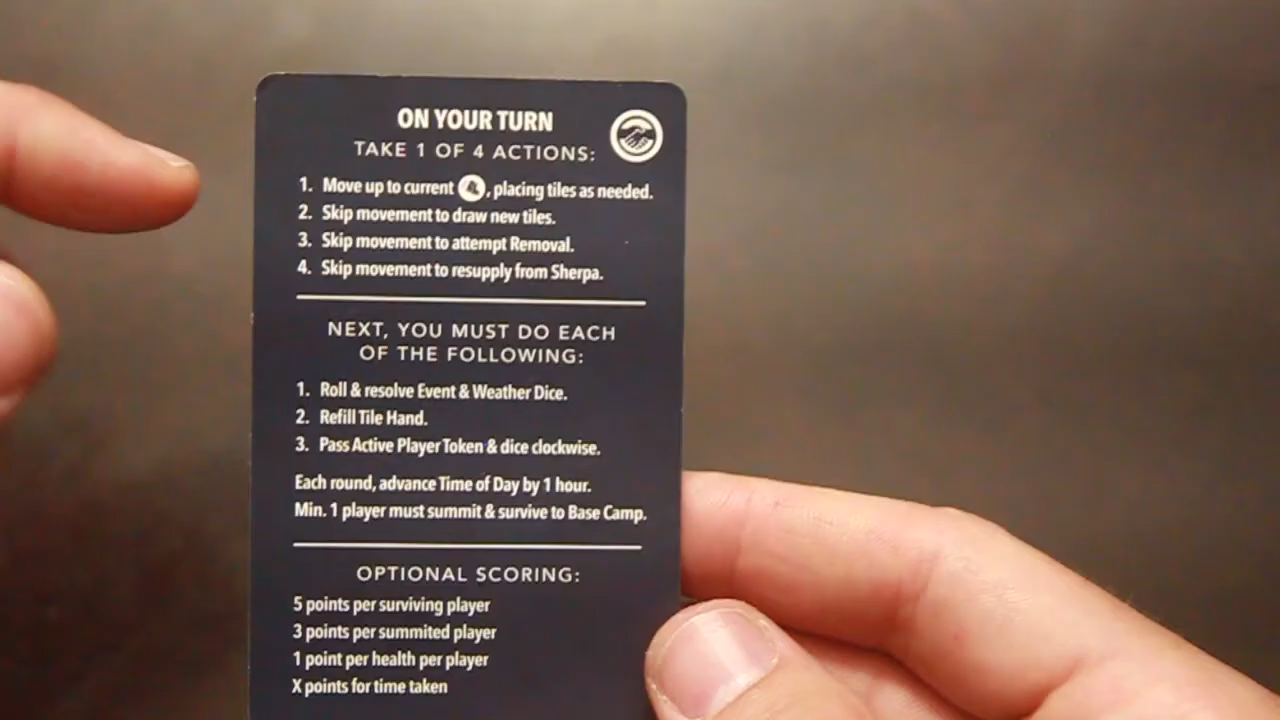 ON YOUR TURN
TAKE 1 OF 4 ACTIONS:
1. Move up to current , placing tiles as needed.
2. Skip movement to draw new tiles.
3. Skip movement to attempt Removal.
4. Skip movement to resupply from Sherpa.
NEXT, YOU MUST DO EACH
OF THE FOLLOWING:
1. Roll & resolve Event & Weather Dice.
2. Refill Tile Hand.
3. Pass Active Player Token & dice clockwise.
Each round, advance Time of Day by 1 hour.
Min. 1 player must summit & survive to Base Camp.
OPTIONAL SCORING:
5 points per surviving player
3 points per summited player
1 point per health per player
X points for time taken